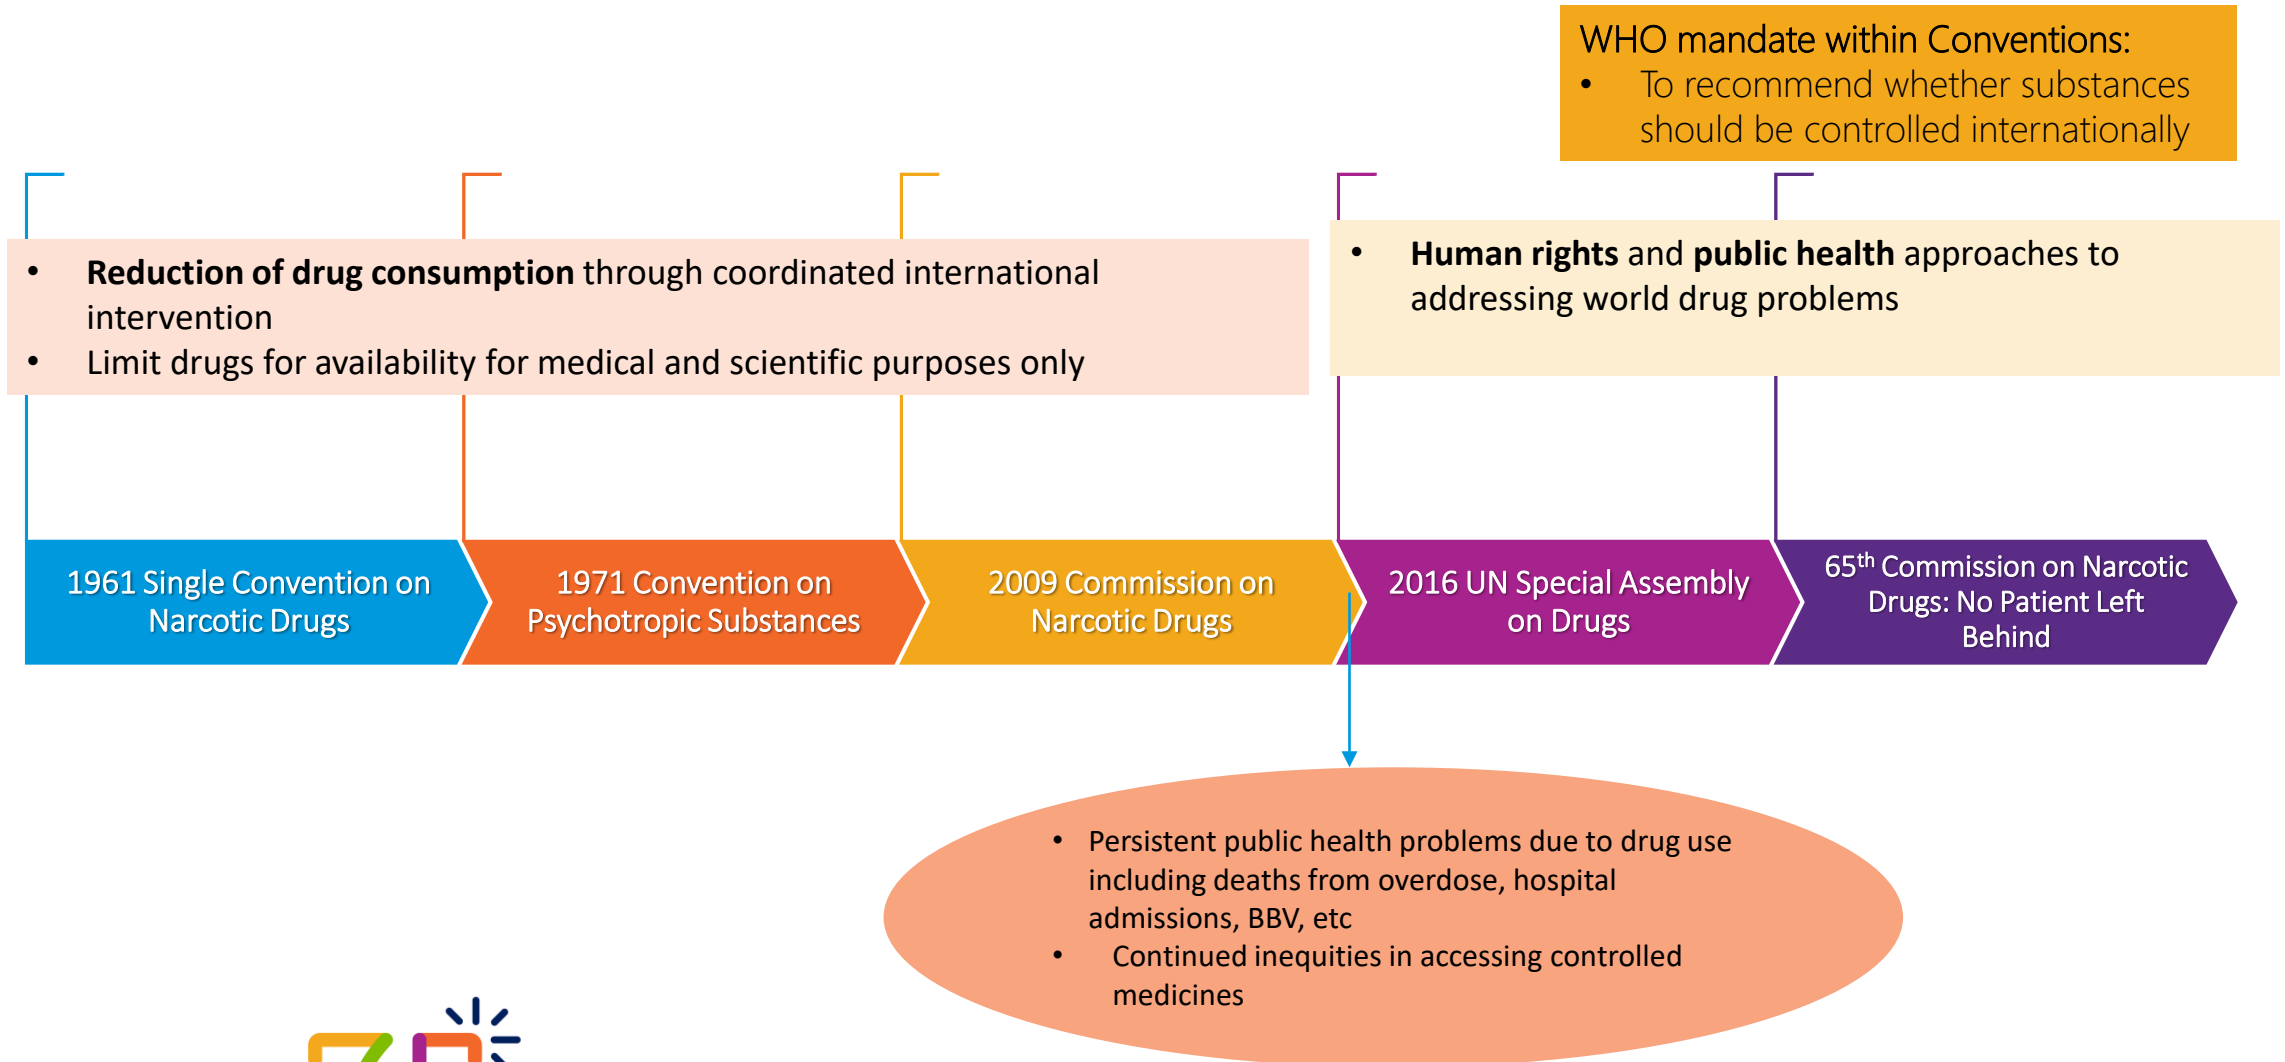 WHO mandate within Conventions:
• To recommend whether substances
should be controlled internationally
• Reduction of drug consumption through coordinated international
intervention
• Limit drugs for availability for medical and scientific purposes only
• Human rights and public health approaches to
addressing world drug problems
1961 Single Convention on
Narcotic Drugs
1971 Convention on
Psychotropic Substances
2009 Commission on
Narcotic Drugs
2016 UN Special Assembly
on Drugs
65th Commission on Narcotic
Drugs: No Patient Left
Behind
• Persistent public health problems due to drug use
including deaths from overdose, hospital
admissions, BBV, etc
• Continued inequities in accessing controlled
medicines